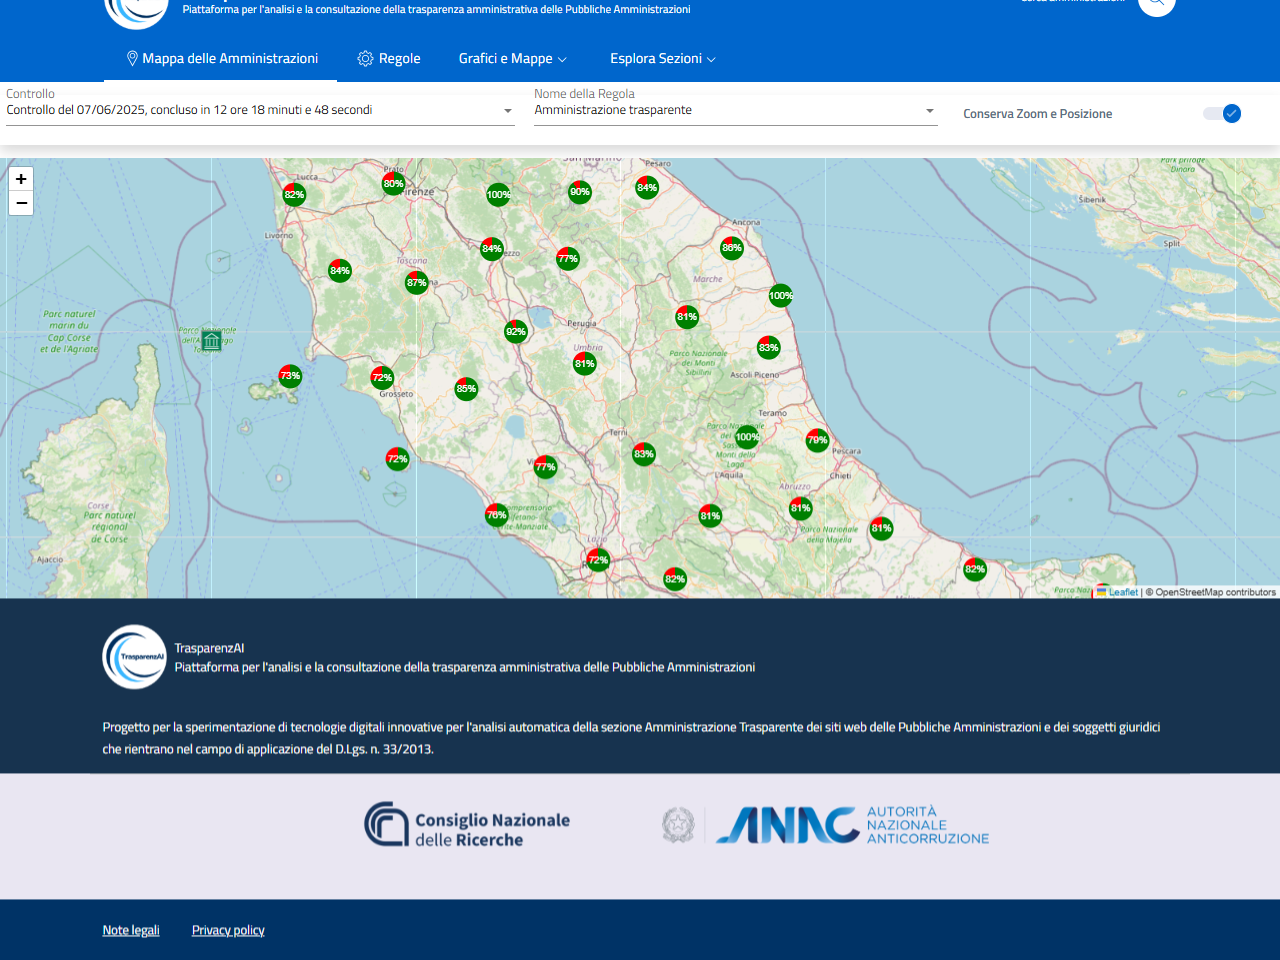 Piattaforma per l'analisi e la consultazione della trasparenza amministrativa delle Pubbliche Amministrazioni
Mappa delle Amministrazioni
Regole
Grafici e Mappe
Esplora Sezioni
Controllo
Controllo del 07/06/2025, concluso in 12 ore 18 minuti e 48 secondi
Nome della Regola
Amministrazione trasparente
Conserva Zoom e Posizione
+
−
San Marino
Pesaro
Lucca
Prato
Firenze
82%
80%
100%
90%
84%
Livorno
Ancona
Toscana
Marche
84%
77%
86%
84%
87%
100%
Parc naturel
marin du
Cap Corse
et de l'Agriate
Perugia
92%
81%
Umbria
81%
83%
Parco Nazionale
dei Monti
Sibillini
Ascoli Piceno
73%
72%
85%
Grosseto
Teramo
Terni
100%
79%
Pescara
72%
77%
83%
L'Aquila
Chieti
Abruzzo
76%
81%
81%
81%
Parco Nazionale
della Majella
Lazio
72%
82%
82%
Corse
Parc naturel
régional
de Corse
Ajaccio
Park prirode
Dinara
Šibenik
Split
Leaflet | © OpenStreetMap contributors
TrasparenzAI
TrasparenzAI
Piattaforma per l'analisi e la consultazione della trasparenza amministrativa delle Pubbliche Amministrazioni
Progetto per la sperimentazione di tecnologie digitali innovative per l'analisi automatica della sezione Amministrazione Trasparente dei siti web delle Pubbliche Amministrazioni e dei soggetti giuridici
che rientrano nel campo di applicazione del D.Lgs. n. 33/2013.
Consiglio Nazionale
delle Ricerche
ANAC
AUTORITÀ
NAZIONALE
ANTICORRUZIONE
Note legali
Privacy policy